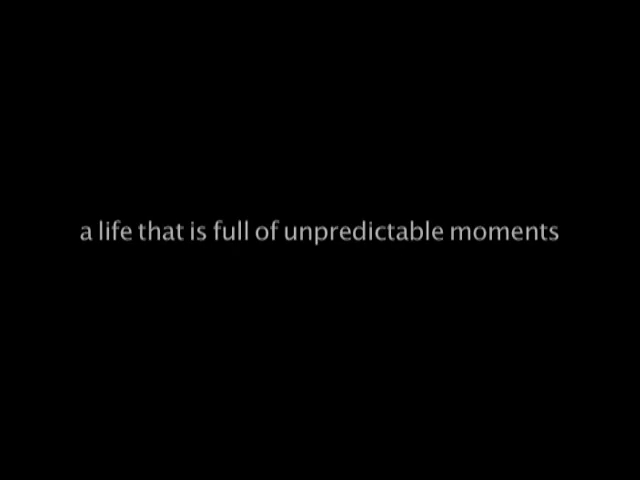 a life that is full of unpredictable moments